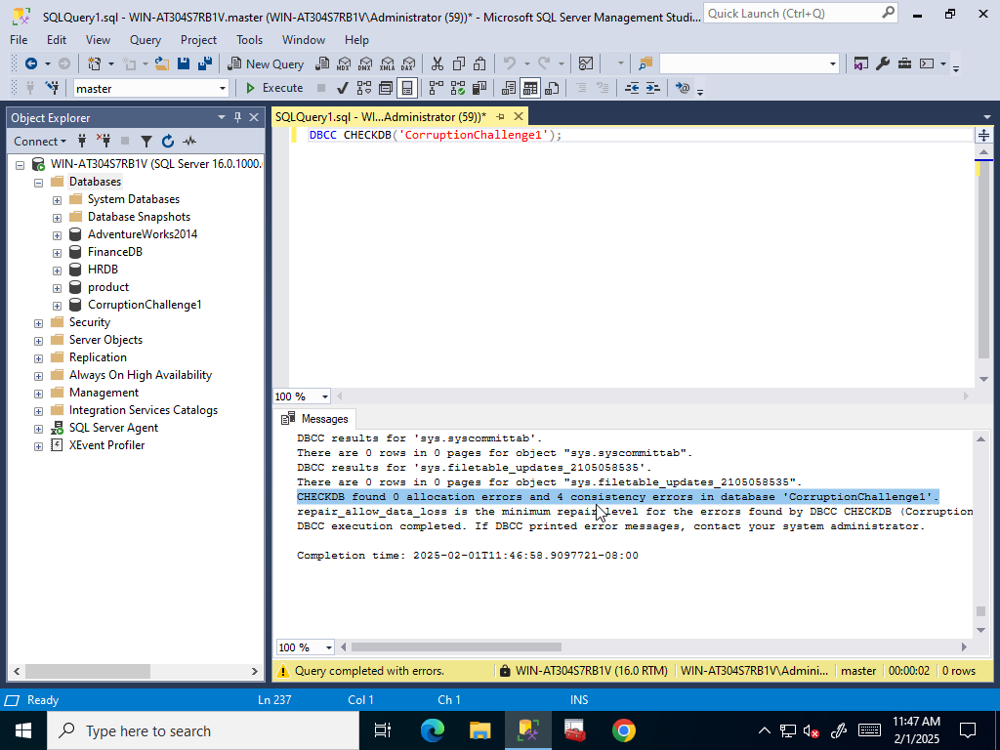 SQLQuery1.sql - WIN-AT304S7RB1V.master (WIN-AT304S7RB1V\Administrator (59))* - Microsoft SQL Server Management Studi...
Quick Launch (Ctrl+Q)
File Edit View Query Project Tools Window Help
New Query
MDX DMX XMLA DAX
master
Execute
Object Explorer
SQLQuery1.sql - WI...Administrator (59))*
Connect
DBCC CHECKDB('CorruptionChallenge1');
WIN-AT304S7RB1V (SQL Server 16.0.1000.
Databases
System Databases
Database Snapshots
AdventureWorks2014
FinanceDB
HRDB
product
CorruptionChallenge1
Security
Server Objects
Replication
Always On High Availability
Management
Integration Services Catalogs
SQL Server Agent
XEvent Profiler
100 %
Messages
DBCC results for 'sys.syscommittab'.
There are 0 rows in 0 pages for object "sys.syscommittab".
DBCC results for 'sys.filetable_updates_2105058535'.
There are 0 rows in 0 pages for object "sys.filetable_updates_2105058535".
CHECKDB found 0 allocation errors and 4 consistency errors in database 'CorruptionChallenge1'.
repair_allow_data_loss is the minimum repair level for the errors found by DBCC CHECKDB (Corruption
DBCC execution completed. If DBCC printed error messages, contact your system administrator.
Completion time: 2025-02-01T11:46:58.9097721-08:00
100 %
Query completed with errors.
WIN-AT304S7RB1V (16.0 RTM)
WIN-AT304S7RB1V\Admini...
master
00:00:02
0 rows
Ready
Ln 237
Col 1
Ch 1
INS
Type here to search
11:47 AM
2/1/2025